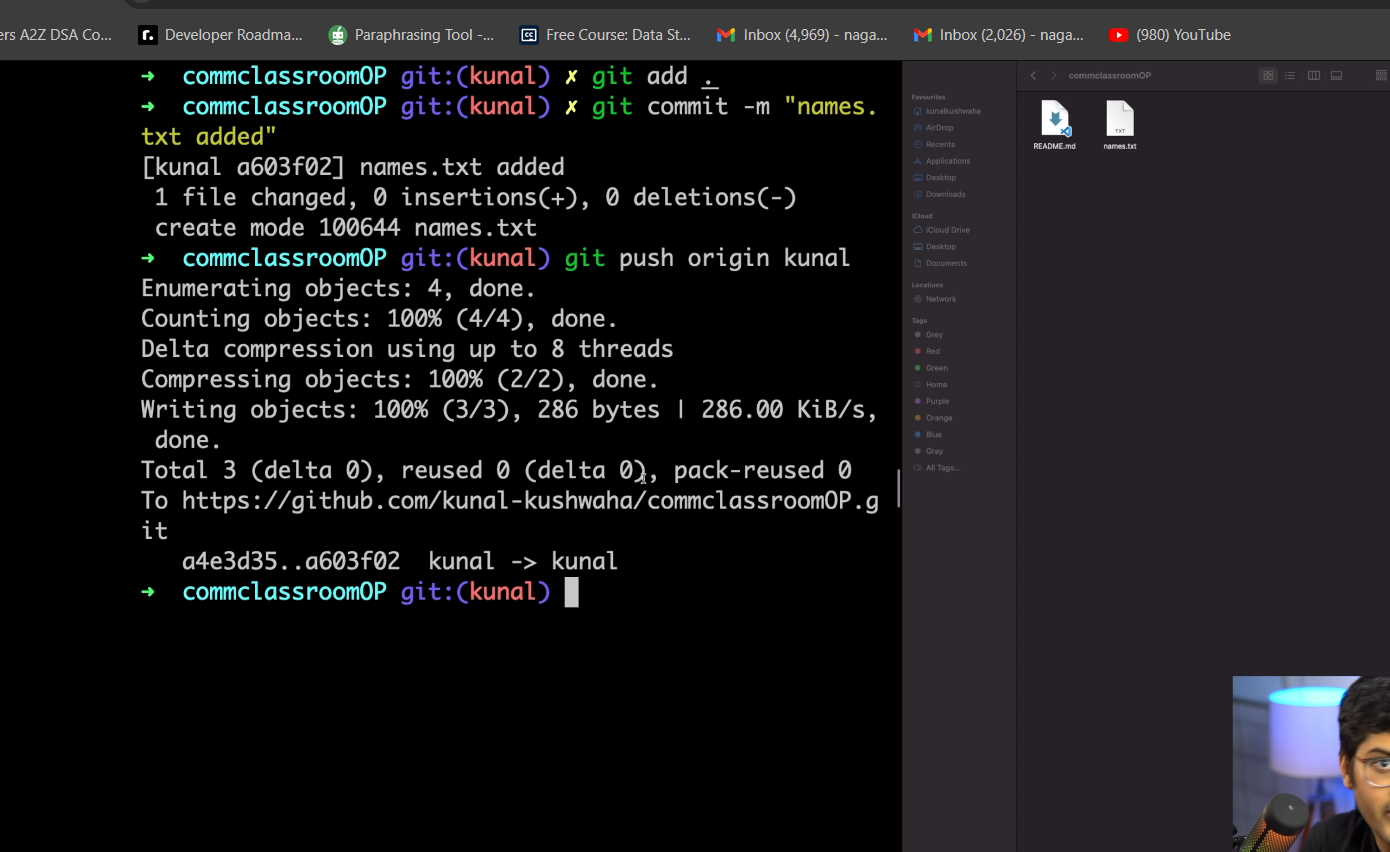 ers A2Z DSA Co...
Developer Roadma...
Paraphrasing Tool -...
Free Course: Data St...
Inbox (4,969) - naga...
Inbox (2,026) - naga...
(980) YouTube
➜ commclassroomOP git:(kunal) ✗ git add .
➜ commclassroomOP git:(kunal) ✗ git commit -m "names.
txt added"
[kunal a603f02] names.txt added
1 file changed, 0 insertions(+), 0 deletions(-)
create mode 100644 names.txt
➜ commclassroomOP git:(kunal) git push origin kunal
Enumerating objects: 4, done.
Counting objects: 100% (4/4), done.
Delta compression using up to 8 threads
Compressing objects: 100% (2/2), done.
Writing objects: 100% (3/3), 286 bytes | 286.00 KiB/s,
done.
Total 3 (delta 0), reused 0 (delta 0), pack-reused 0
To https://github.com/kunal-kushwaha/commclassroomOP.g
it
a4e3d35..a603f02 kunal -> kunal
➜ commclassroomOP git:(kunal)
commclassroomOP
Favourites
kunalkushwaha
AirDrop
Recents
Applications
Desktop
Downloads
iCloud
iCloud Drive
Desktop
Documents
Locations
Network
Tags
Grey
Red
Green
Home
Purple
Orange
Blue
Gray
All Tags...
TXT
README.md
names.txt